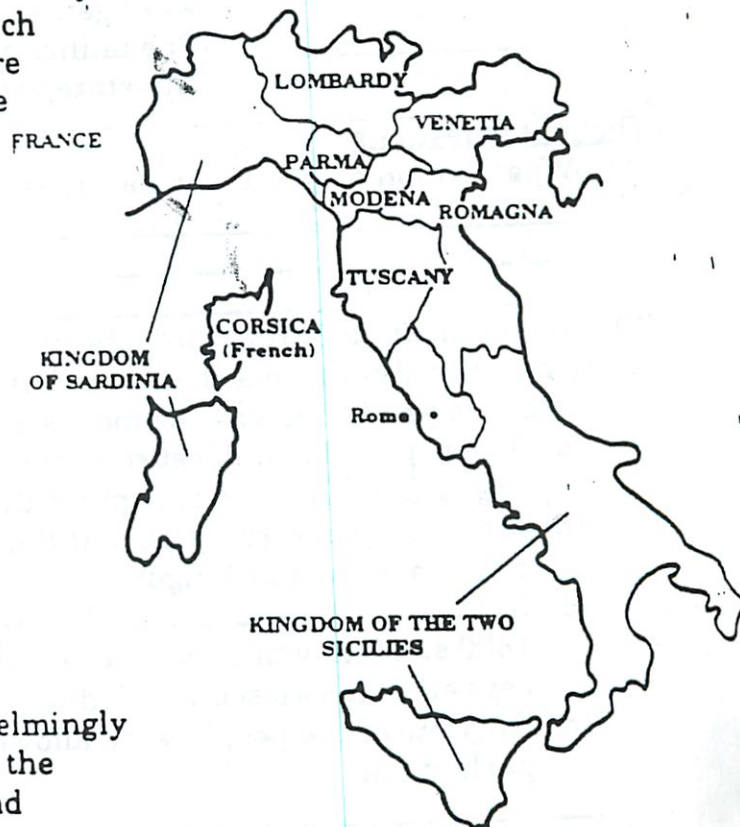 ch
re
e
FRANCE
LOMBARDY
VENETIA
PARMA
MODENA
ROMAGNA
TUSCANY
CORSICA
(French)
KINGDOM
OF SARDINIA
Rome
KINGDOM OF THE TWO
SICILIES
elmingly
the
nd